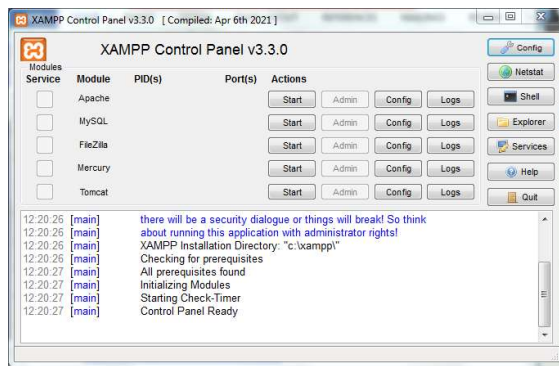 XAMPP Control Panel v3.3.0 [ Compiled: Apr 6th 2021 ]
XAMPP Control Panel v3.3.0
Config
Modules
Service Module PID(s) Port(s) Actions
Netstat
Apache Start Admin Config Logs
Shell
MySQL Start Admin Config Logs
Explorer
FileZilla Start Admin Config Logs
Services
Mercury Start Admin Config Logs
Help
Tomcat Start Admin Config Logs
Quit
12:20:26 [main] there will be a security dialogue or things will break! So think
12:20:26 [main] about running this application with administrator rights!
12:20:26 [main] XAMPP Installation Directory: "c:\xampp\"
12:20:26 [main] Checking for prerequisites
12:20:27 [main] All prerequisites found
12:20:27 [main] Initializing Modules
12:20:27 [main] Starting Check-Timer
12:20:27 [main] Control Panel Ready